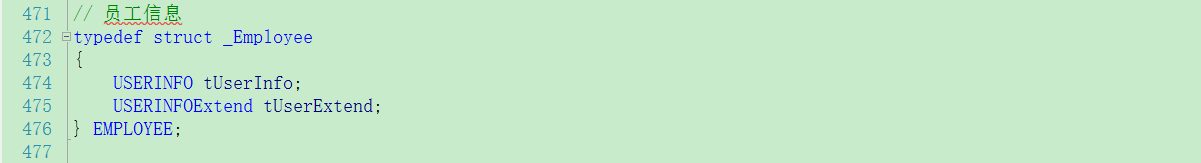 471 // 员工信息
472 typedef struct _Employee
473 {
474     USERINFO tUserInfo;
475     USERINFOExtend tUserExtend;
476 } EMPLOYEE;
477